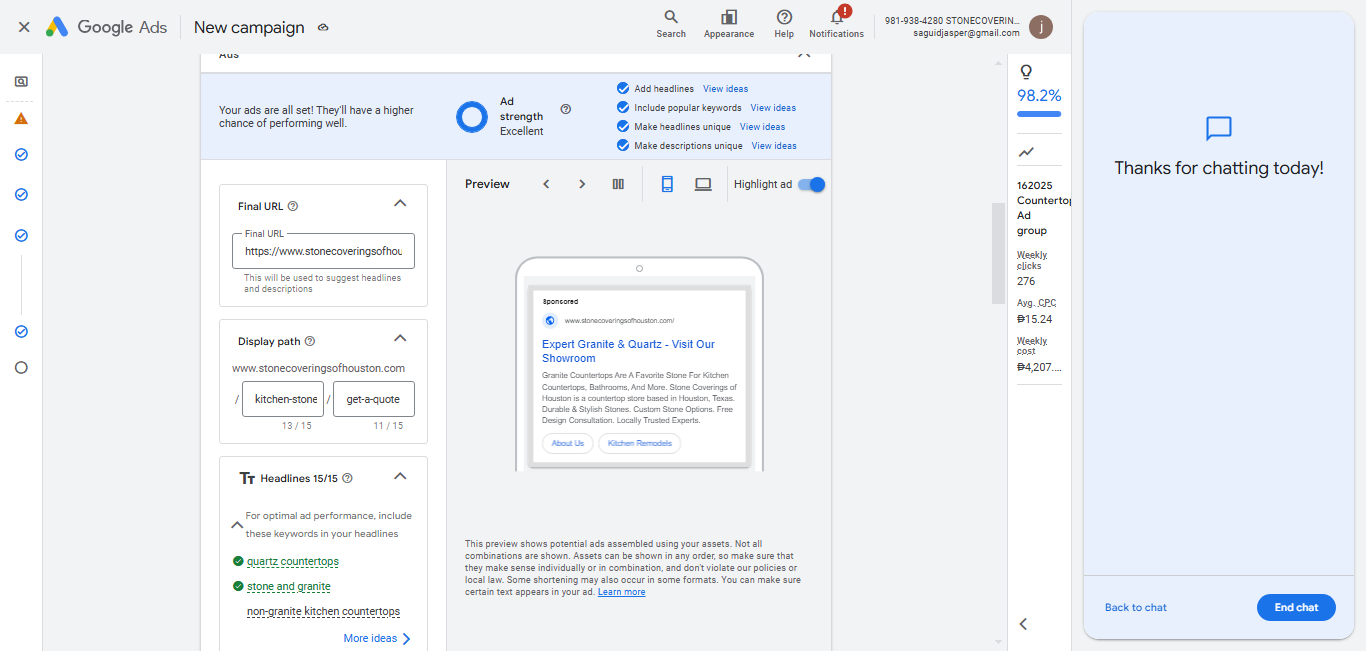 Google Ads
New campaign
Search
Appearance
Help
Notifications
981-938-4280 STONECOVERIN...
saguidjasper@gmail.com
j
Ads
Your ads are all set! They'll have a higher
chance of performing well.
Ad
strength
Excellent
Add headlines View ideas
Include popular keywords View ideas
Make headlines unique View ideas
Make descriptions unique View ideas
Final URL
Final URL
https://www.stonecoveringsofhou
This will be used to suggest headlines
and descriptions
Display path
www.stonecoveringsofhouston.com
/ kitchen-stone / get-a-quote
13 / 15
11 / 15
Headlines 15/15
For optimal ad performance, include
these keywords in your headlines
quartz countertops
stone and granite
non-granite kitchen countertops
More ideas
Preview
Highlight ad
Sponsored
www.stonecoveringsofhouston.com/
Expert Granite & Quartz - Visit Our
Showroom
Granite Countertops Are A Favorite Stone For Kitchen
Countertops, Bathrooms, And More. Stone Coverings of
Houston is a countertop store based in Houston, Texas.
Durable & Stylish Stones. Custom Stone Options. Free
Design Consultation. Locally Trusted Experts.
About Us
Kitchen Remodels
This preview shows potential ads assembled using your assets. Not all
combinations are shown. Assets can be shown in any order, so make sure that
they make sense individually or in combination, and don't violate our policies or
local law. Some shortening may also occur in some formats. You can make sure
certain text appears in your ad. Learn more
98.2%
162025
Countertop
Ad
group
Weekly
clicks
276
Avg. CPC
₱15.24
Weekly
cost
₱4,207....
Thanks for chatting today!
Back to chat
End chat